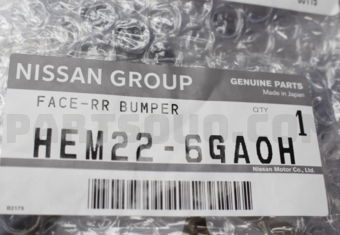 NISSAN GROUP
GENUINE PARTS
Made in Japan
FACE-RR BUMPER
QTY
1
HEM22-6GA0H
Nissan Motor Co., Ltd.